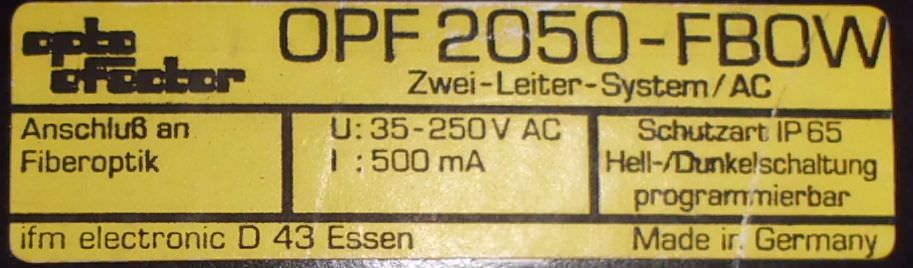 opto
efector
OPF 2050-FBOW
Zwei-Leiter-System/AC
Anschluß an
Fiberoptik
U: 35-250V AC
I : 500 mA
Schutzart IP 65
Hell-/Dunkelschaltung
programmierbar
ifm electronic D 43 Essen
Made in Germany